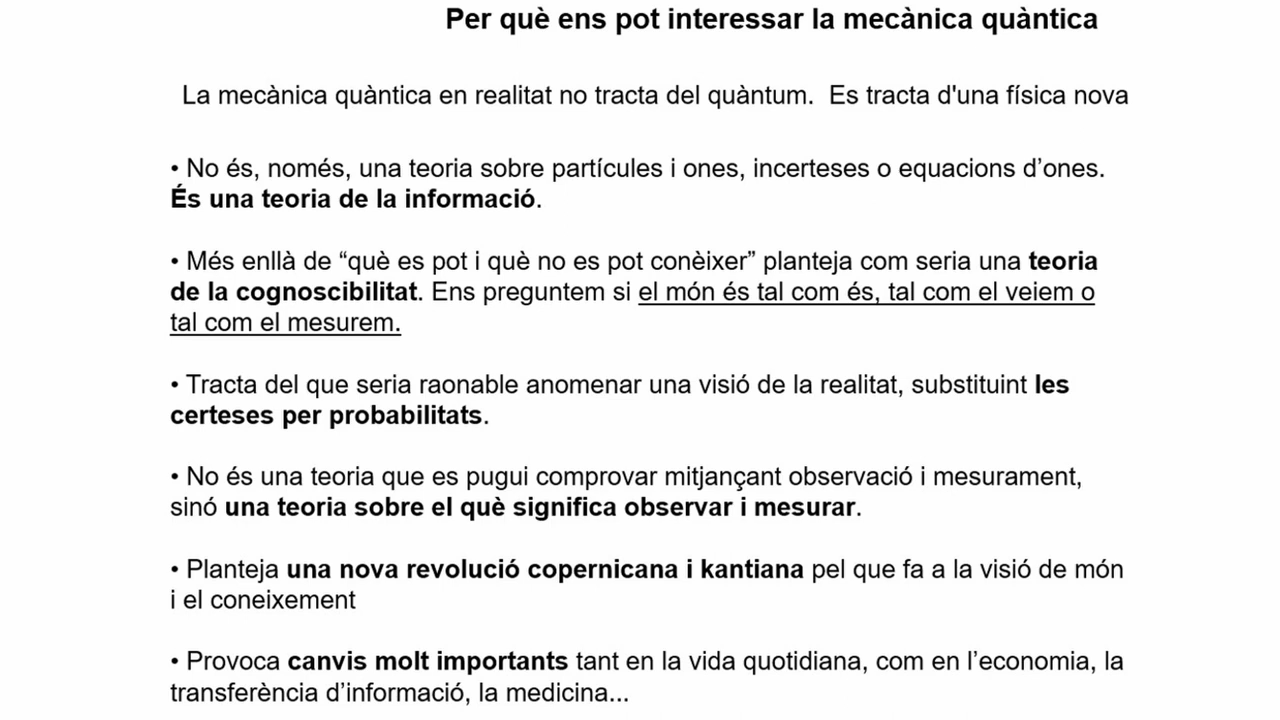 Per què ens pot interessar la mecànica quàntica
La mecànica quàntica en realitat no tracta del quàntum.  Es tracta d'una física nova
• No és, només, una teoria sobre partícules i ones, incerteses o equacions d’ones.
És una teoria de la informació.
• Més enllà de “què es pot i què no es pot conèixer” planteja com seria una teoria
de la cognoscibilitat. Ens preguntem si el món és tal com és, tal com el veiem o
tal com el mesurem.
• Tracta del que seria raonable anomenar una visió de la realitat, substituint les
certeses per probabilitats.
• No és una teoria que es pugui comprovar mitjançant observació i mesurament,
sinó una teoria sobre el què significa observar i mesurar.
• Planteja una nova revolució copernicana i kantiana pel que fa a la visió de món
i el coneixement
• Provoca canvis molt importants tant en la vida quotidiana, com en l’economia, la
transferència d’informació, la medicina...